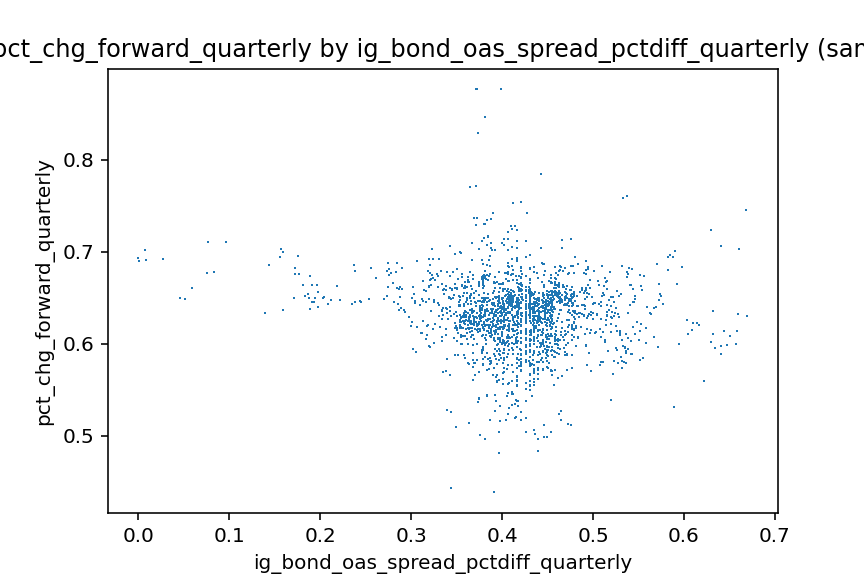 pct_chg_forward_quarterly by ig_bond_oas_spread_pctdiff_quarterly (sam
pct_chg_forward_quarterly
0.8
0.7
0.6
0.5
0.0 0.1 0.2 0.3 0.4 0.5 0.6 0.7
ig_bond_oas_spread_pctdiff_quarterly